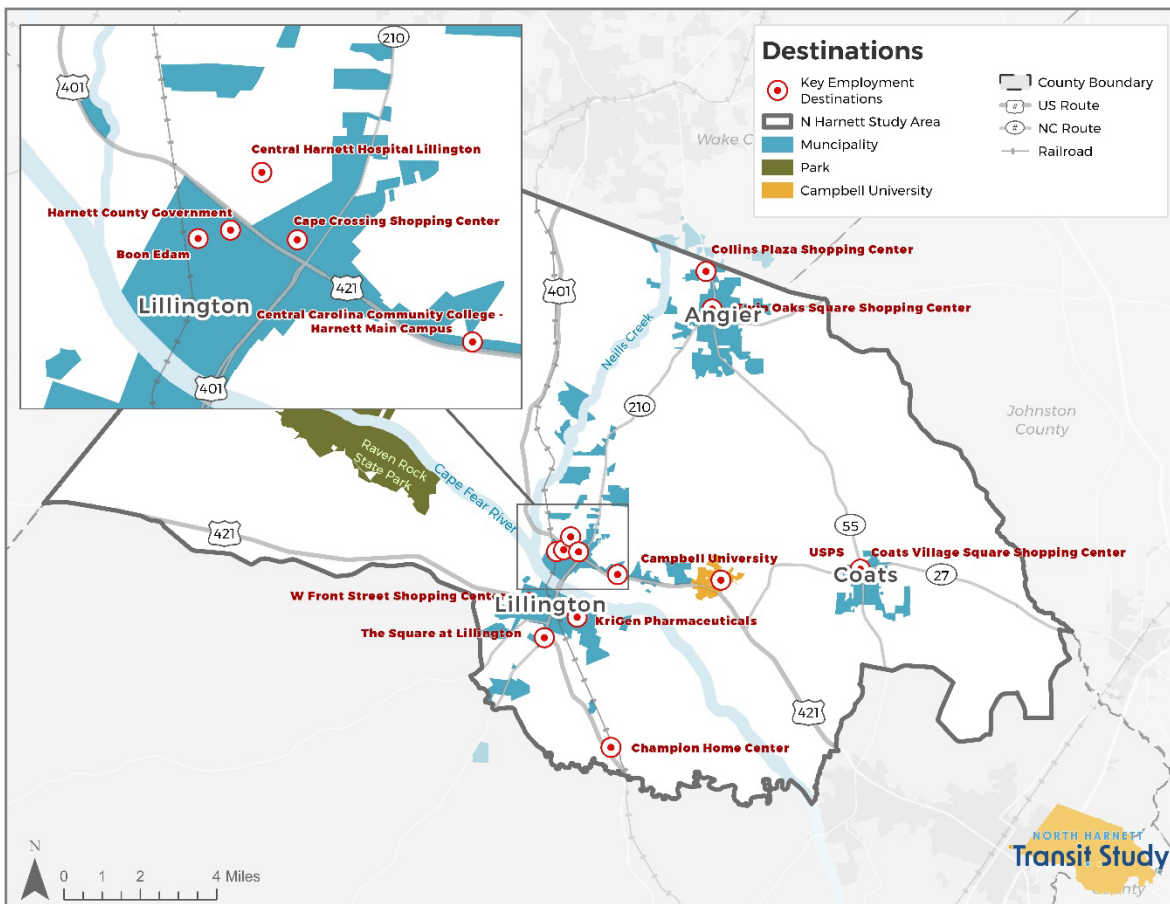 210
401
Central Harnett Hospital Lillington
Harnett County Government
Cape Crossing Shopping Center
Boon Edam
421
Lillington
Central Carolina Community College -
Harnett Main Campus
401
Destinations
Key Employment
Destinations
N Harnett Study Area
Muncipality
Park
Campbell University
County Boundary
# US Route
# NC Route
Railroad
Wake
Collins Plaza Shopping Center
401
Oaks Square Shopping Center
Angier
Neills Creek
210
Johnston
County
Raven Rock
State Park
Cape Fear River
421
55
Campbell University
USPS
Coats Village Square Shopping Center
Coats
27
W Front Street Shopping Center
Lillington
KriGen Pharmaceuticals
The Square at Lillington
421
Champion Home Center
N
0 1 2 4 Miles
NORTH HARNETT
Transit Study
County